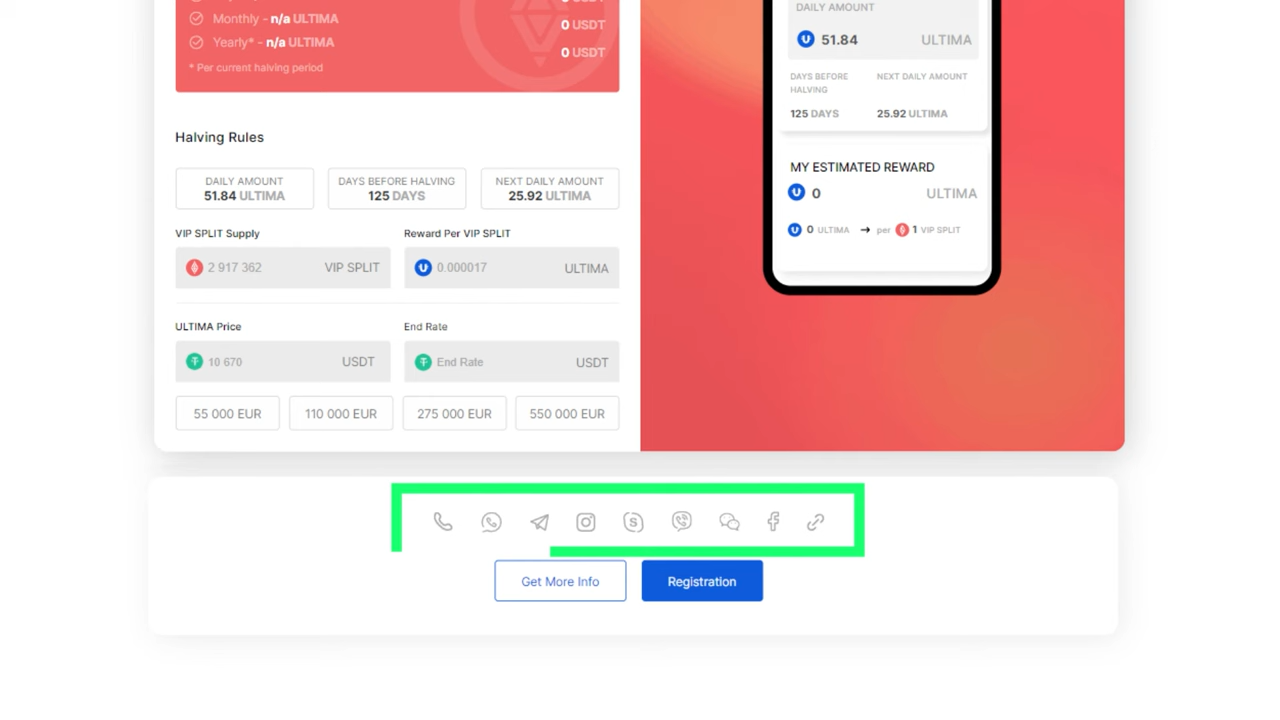 Monthly - n/a ULTIMA
0 USDT
Yearly* - n/a ULTIMA
0 USDT
* Per current halving period
Halving Rules
DAILY AMOUNT
51.84 ULTIMA
DAYS BEFORE HALVING
125 DAYS
NEXT DAILY AMOUNT
25.92 ULTIMA
VIP SPLIT Supply
2 917 362 VIP SPLIT
Reward Per VIP SPLIT
0.000017 ULTIMA
ULTIMA Price
10 670 USDT
End Rate
End Rate USDT
55 000 EUR
110 000 EUR
275 000 EUR
550 000 EUR
DAILY AMOUNT
51.84 ULTIMA
DAYS BEFORE
HALVING
125 DAYS
NEXT DAILY AMOUNT
25.92 ULTIMA
MY ESTIMATED REWARD
0 ULTIMA
0 ULTIMA → per 1 VIP SPLIT
Get More Info
Registration